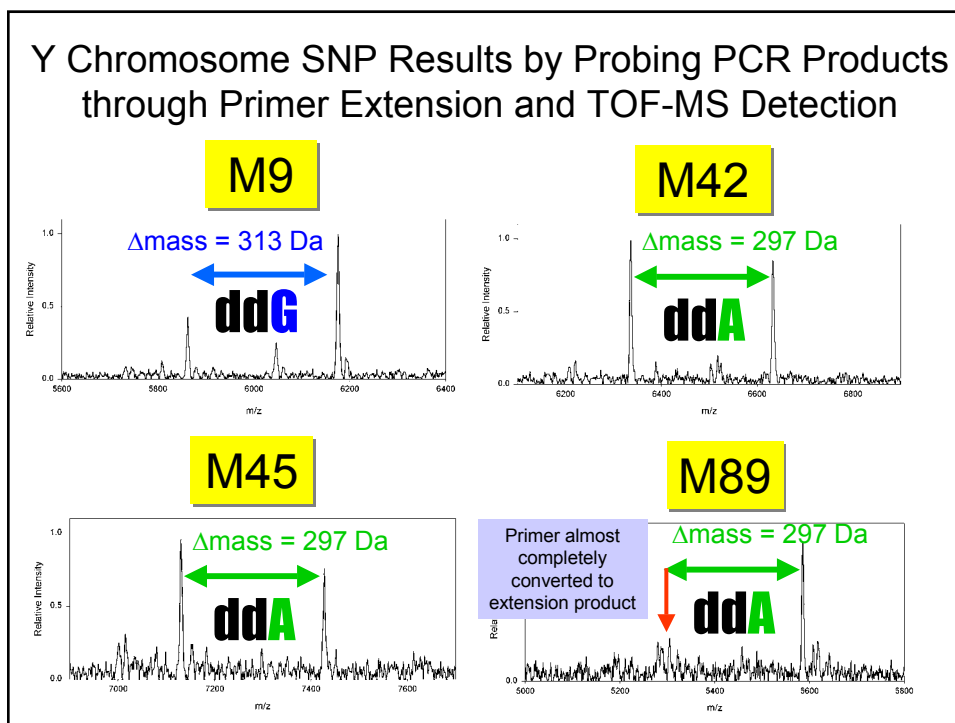 Y Chromosome SNP Results by Probing PCR Products
through Primer Extension and TOF-MS Detection
M9
Δmass = 313 Da
ddG
Relative Intensity
1.0
0.5
0.0
5600
5800
6000
6200
6400
m/z
M42
Δmass = 297 Da
ddA
Relative Intensity
1.0
0.5
0.0
6200
6400
6600
6800
m/z
M45
Δmass = 297 Da
ddA
Relative Intensity
1.0
0.5
0.0
7000
7200
7400
7600
m/z
M89
Primer almost
completely
converted to
extension product
Δmass = 297 Da
ddA
5000
5200
5400
5600
5800
m/z